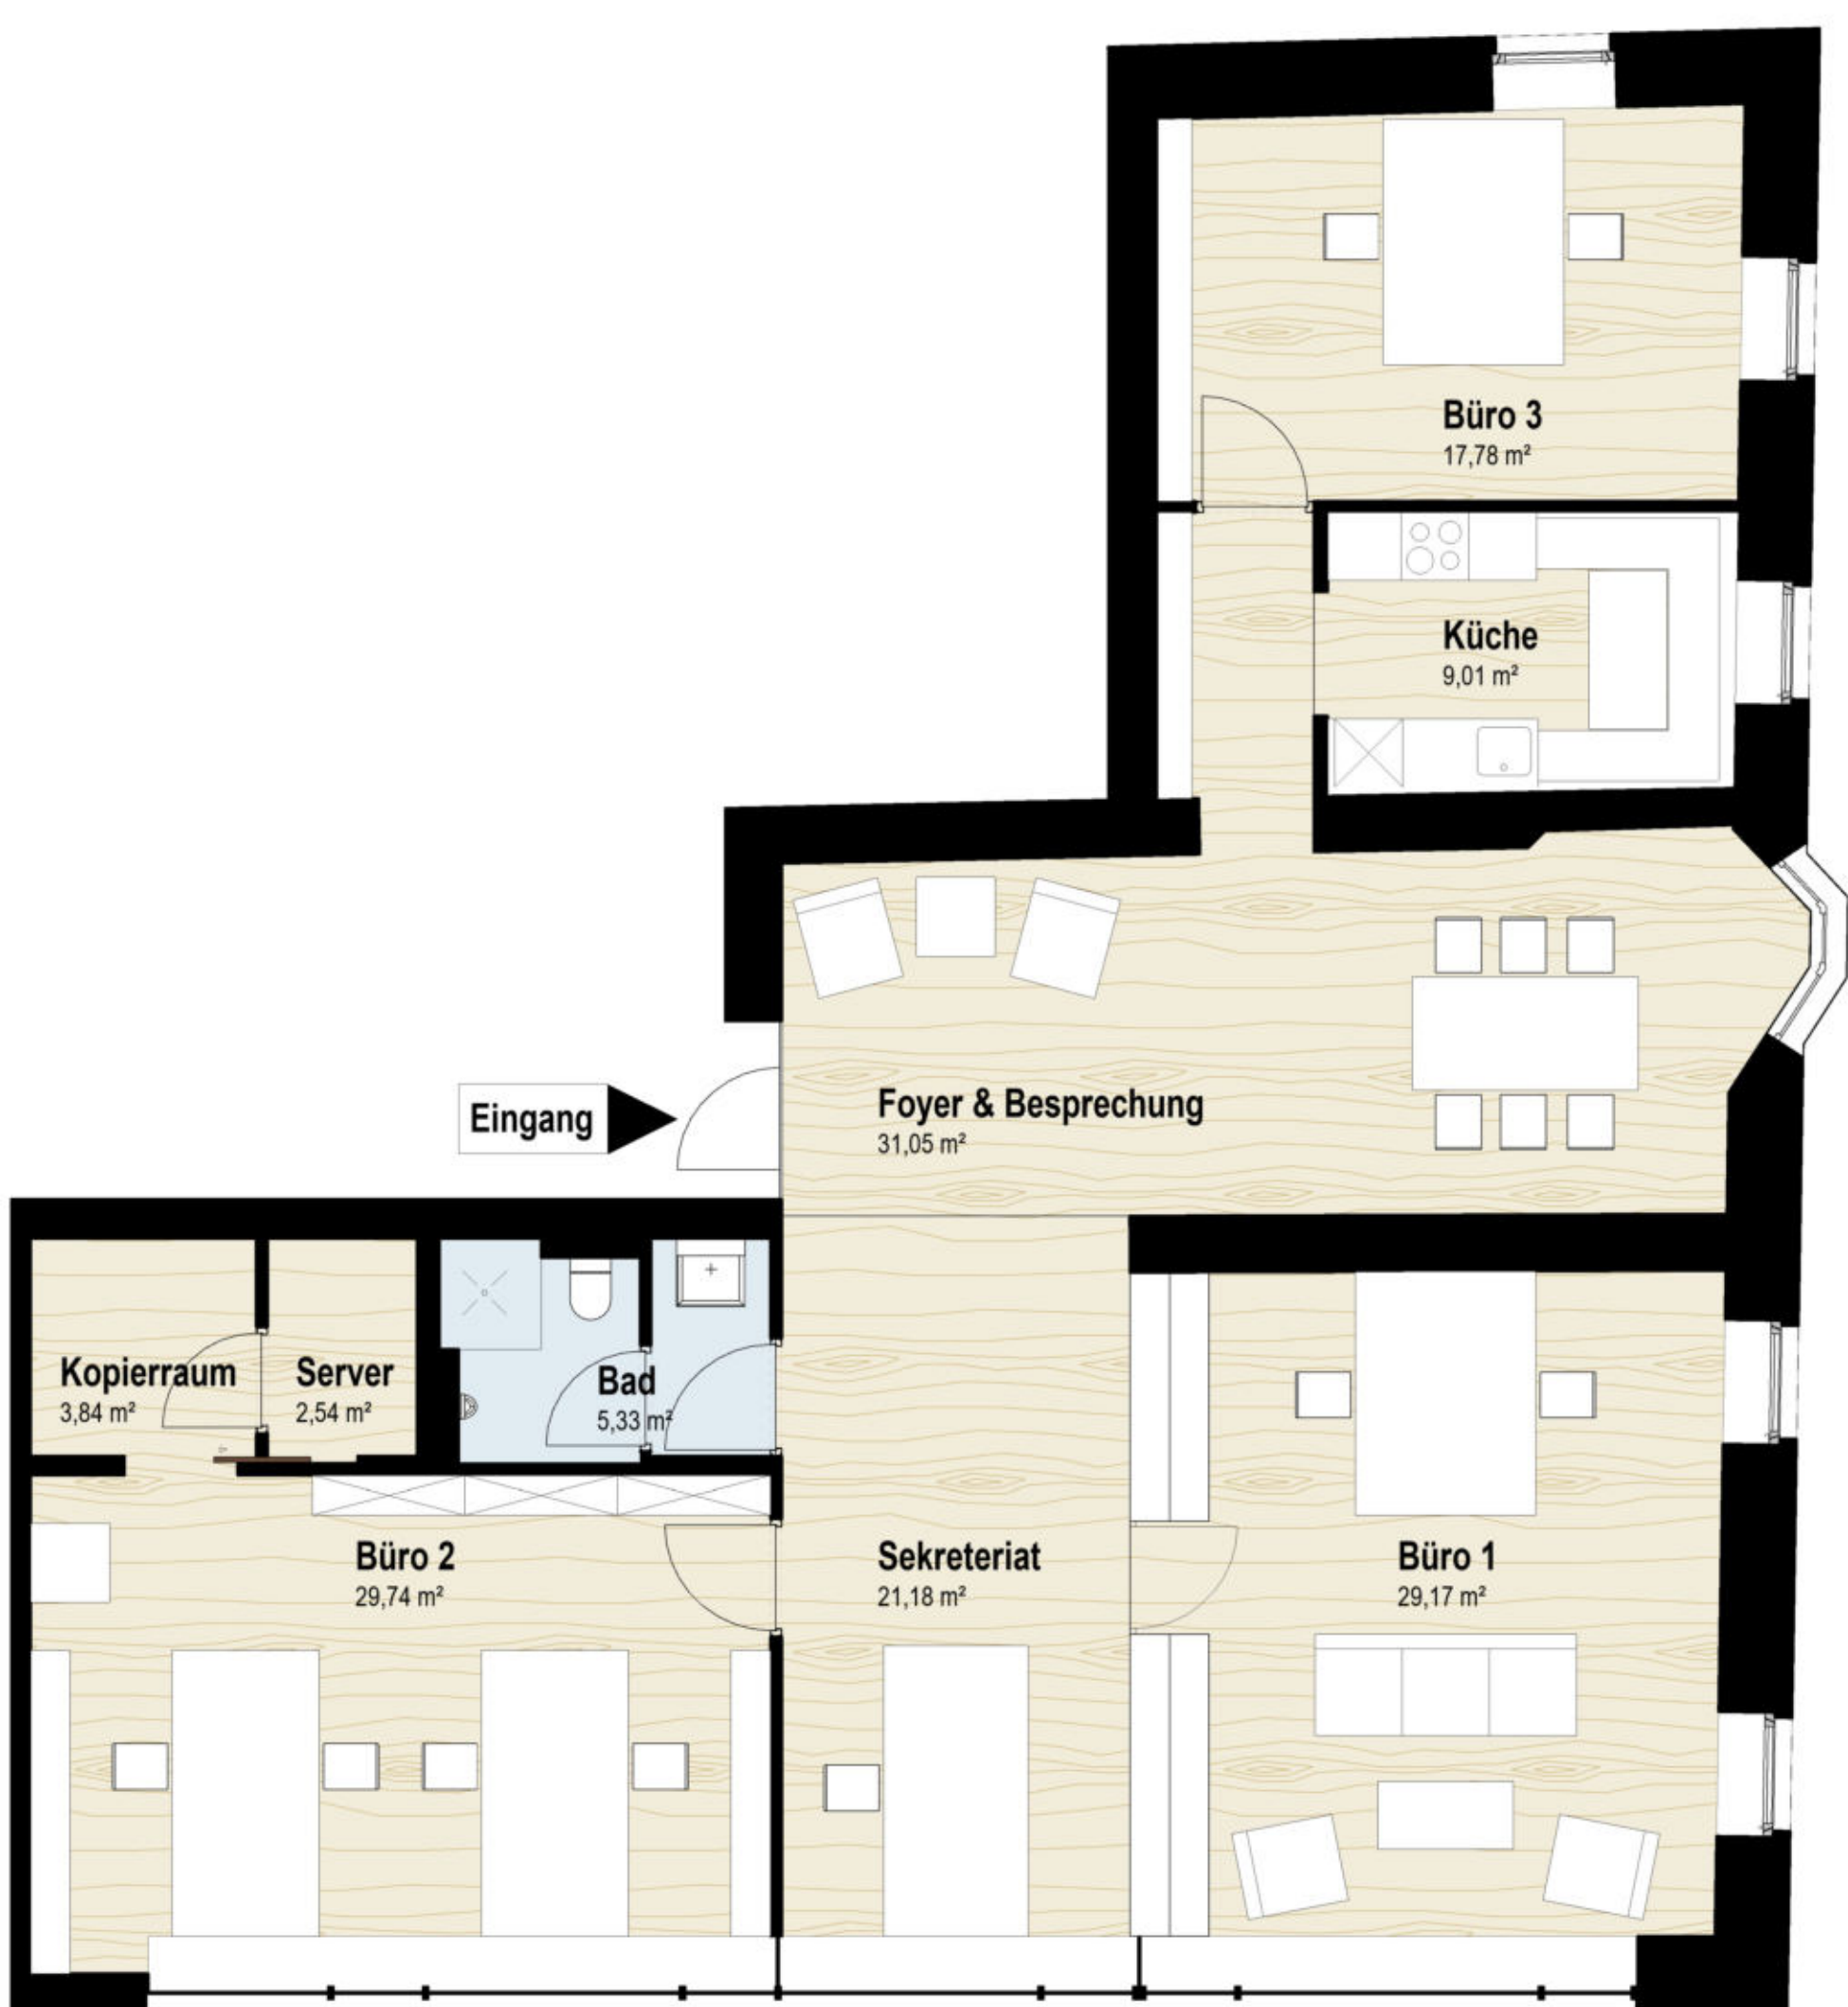 Büro 3
17,78 m²
Küche
9,01 m²
Eingang
Foyer & Besprechung
31,05 m²
Kopierraum
3,84 m²
Server
2,54 m²
Bad
5,33 m²
Büro 2
29,74 m²
Sekreteriat
21,18 m²
Büro 1
29,17 m²